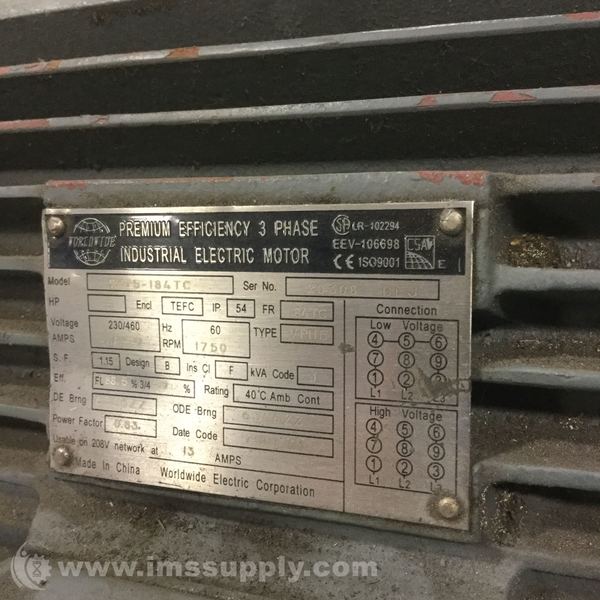 WORLDWIDE
PREMIUM EFFICIENCY 3 PHASE
INDUSTRIAL ELECTRIC MOTOR
LR-102294
EEV-106698
CE ISO9001
CSA
E
Model 5-184TC Ser No.
HP Encl TEFC IP 54 FR
Voltage 230/460 Hz 60 TYPE
AMPS RPM 1750
S.F. 1.15 Design B Ins Cl F kVA Code J
Eff. FL % 3/4 % Rating 40°C Amb Cont
DE Brng ODE Brng
Power Factor 0.83 Date Code
Usable on 208V network at 13 AMPS
Made In China Worldwide Electric Corporation
Connection
Low Voltage
4 5 6
7 8 9
1 2 3
L1 L2 L3
High Voltage
4 5 6
7 8 9
1 2 3
L1 L2 L3
www.imssupply.com